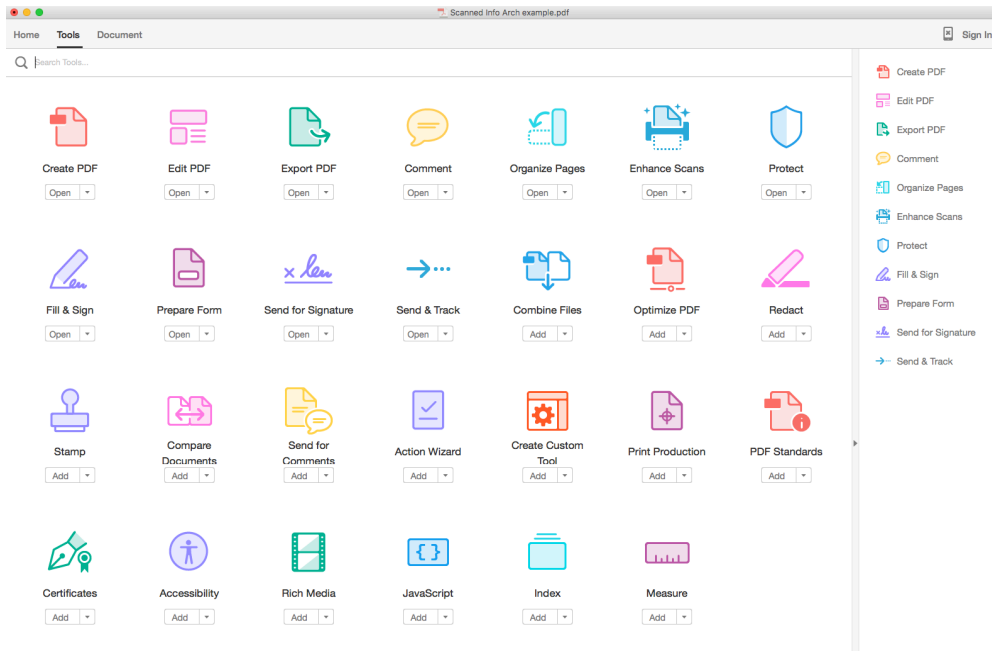 Scanned Info Arch example.pdf
Home Tools Document Sign In
Search Tools...
Create PDF Edit PDF Export PDF Comment Organize Pages Enhance Scans Protect
Open Open Open Open Open Open Open
Fill & Sign Prepare Form Send for Signature Send & Track Combine Files Optimize PDF Redact
Open Open Open Open Add Add Add
Stamp Compare Documents Send for Comments Action Wizard Create Custom Tool Print Production PDF Standards
Add Add Add Add Add Add Add
Certificates Accessibility Rich Media JavaScript Index Measure
Add Add Add Add Add Add
Create PDF
Edit PDF
Export PDF
Comment
Organize Pages
Enhance Scans
Protect
Fill & Sign
Prepare Form
Send for Signature
Send & Track